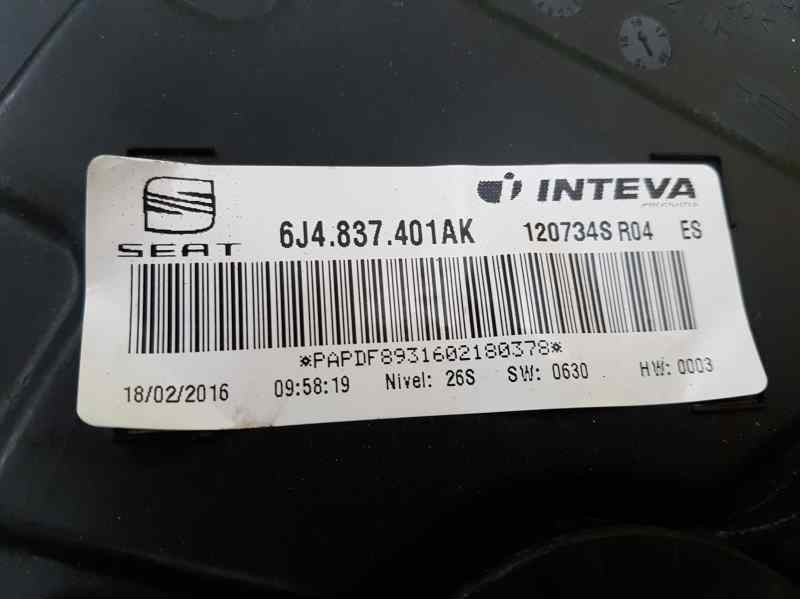 SEAT
6J4.837.401AK
INTEVA
PRODUCTS
120734S R04 ES
*PAPDF8931602180378*
18/02/2016 09:58:19 Nivel: 26S SW: 0630 HW: 0003